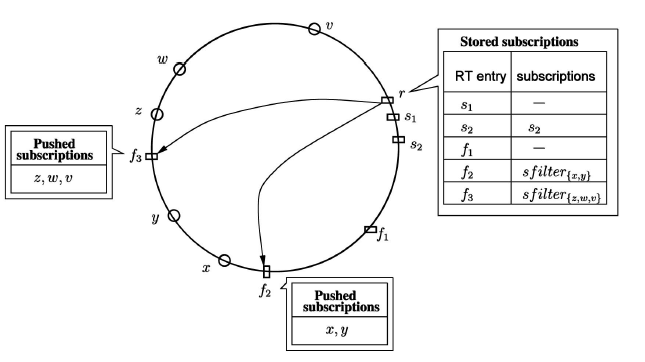 v
w
z
r
s₁
s₂
f₃
y
x
f₂
f₁
Pushed
subscriptions
z, w, v
Pushed
subscriptions
x, y
Stored subscriptions
RT entry subscriptions
s₁ —
s₂ s₂
f₁ —
f₂ sfilter{x,y}
f₃ sfilter{z,w,v}